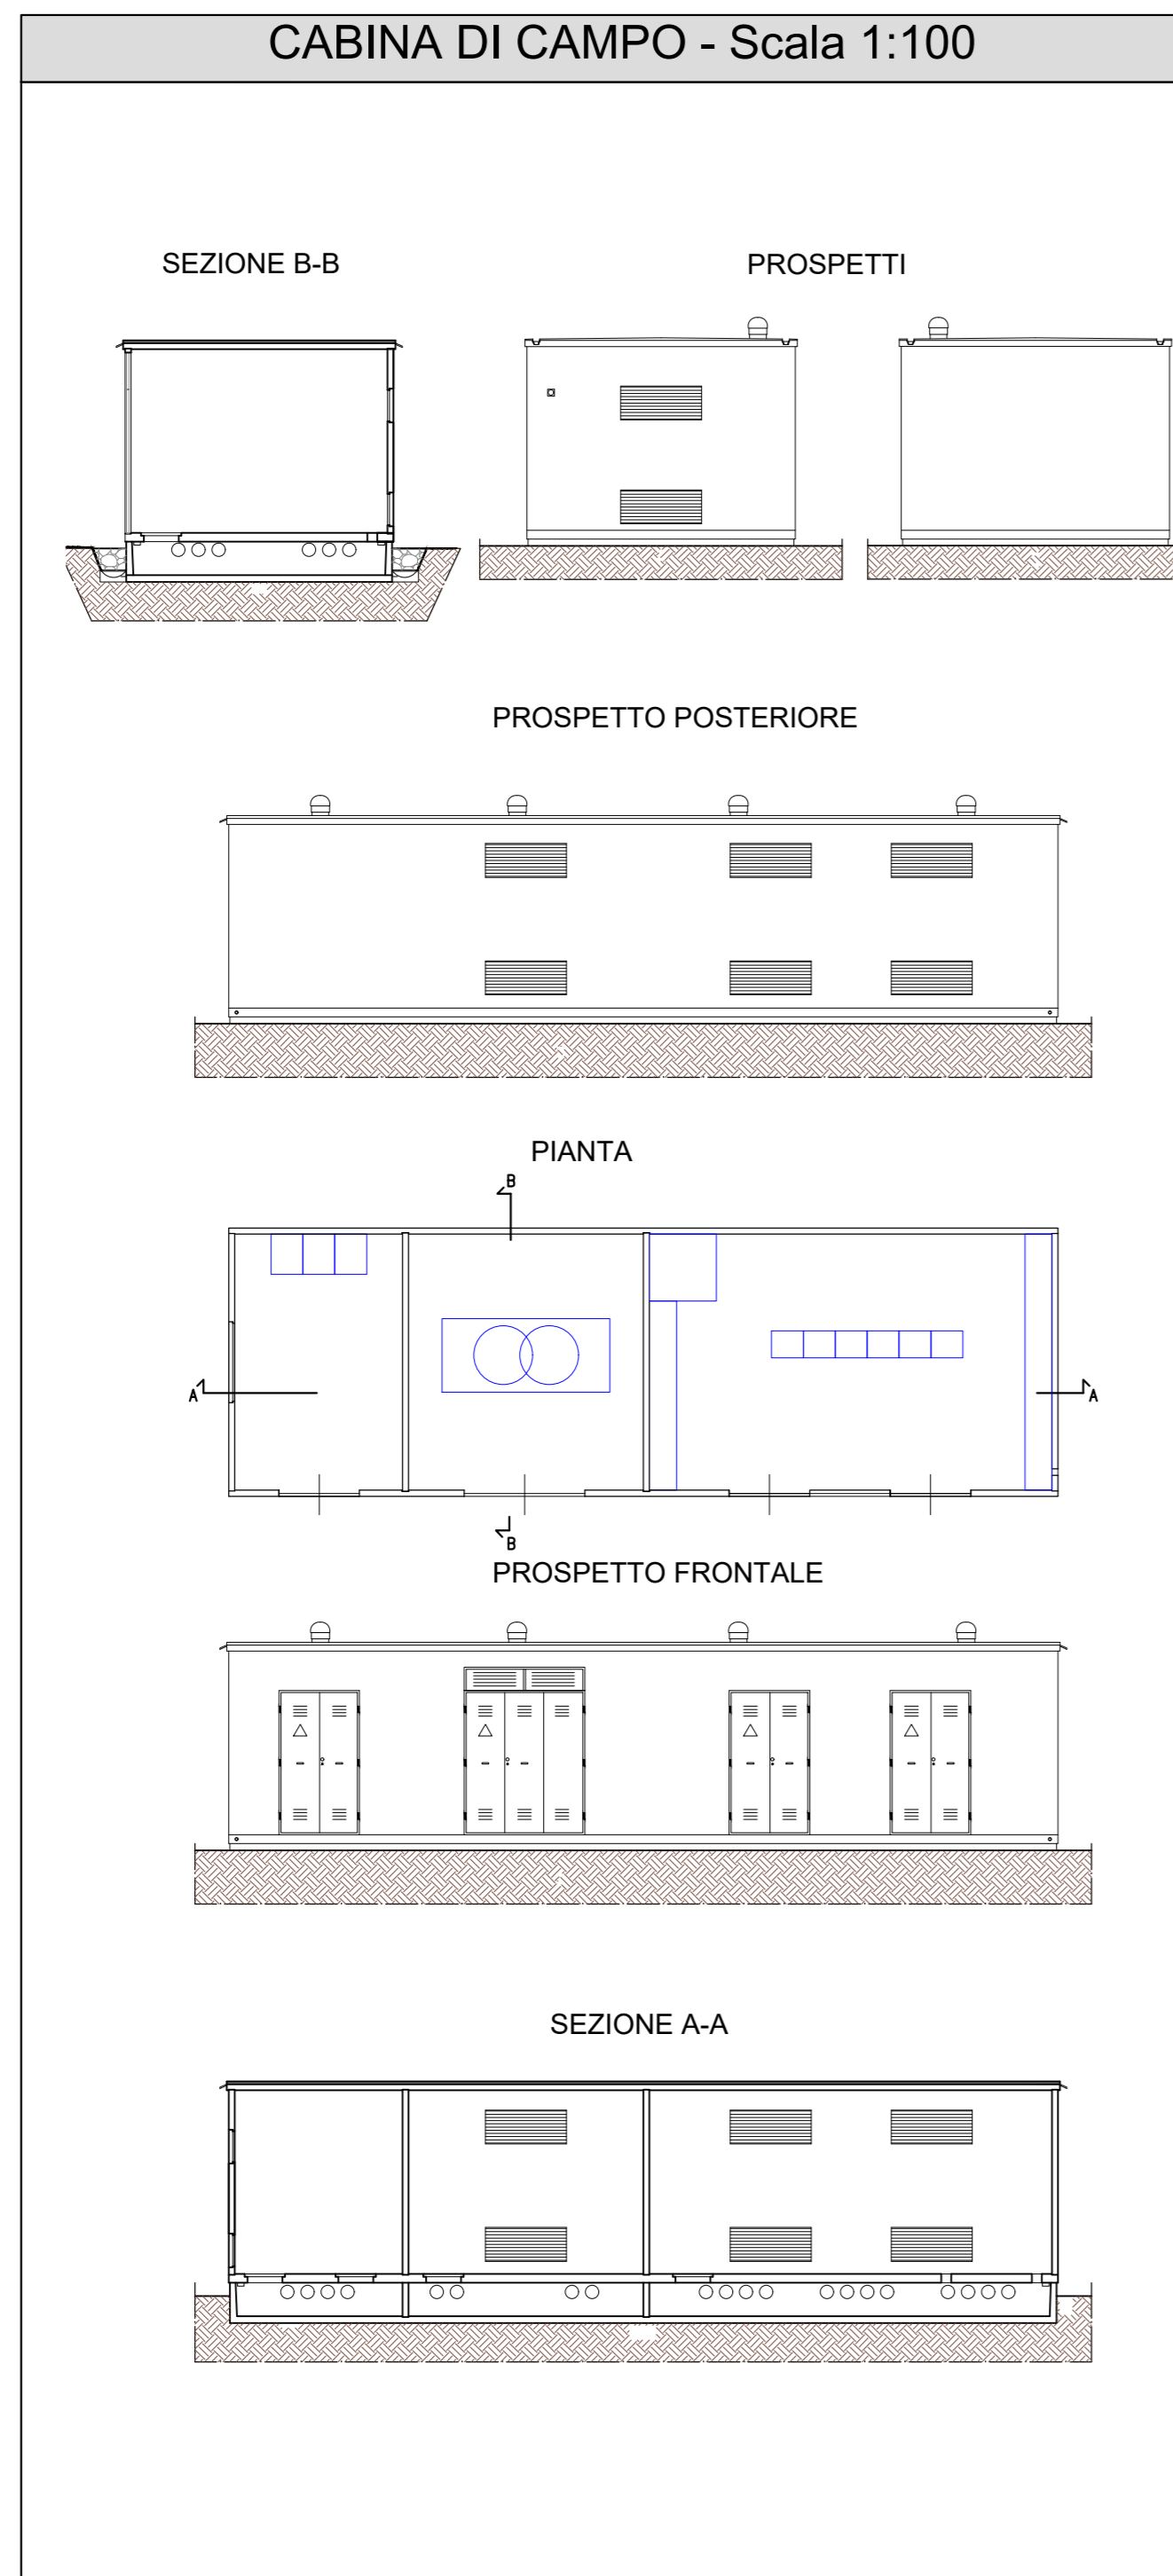 CABINA DI CAMPO - Scala 1:100
SEZIONE B-B
PROSPETTI
PROSPETTO POSTERIORE
PIANTA
B
A
A
B
PROSPETTO FRONTALE
SEZIONE A-A